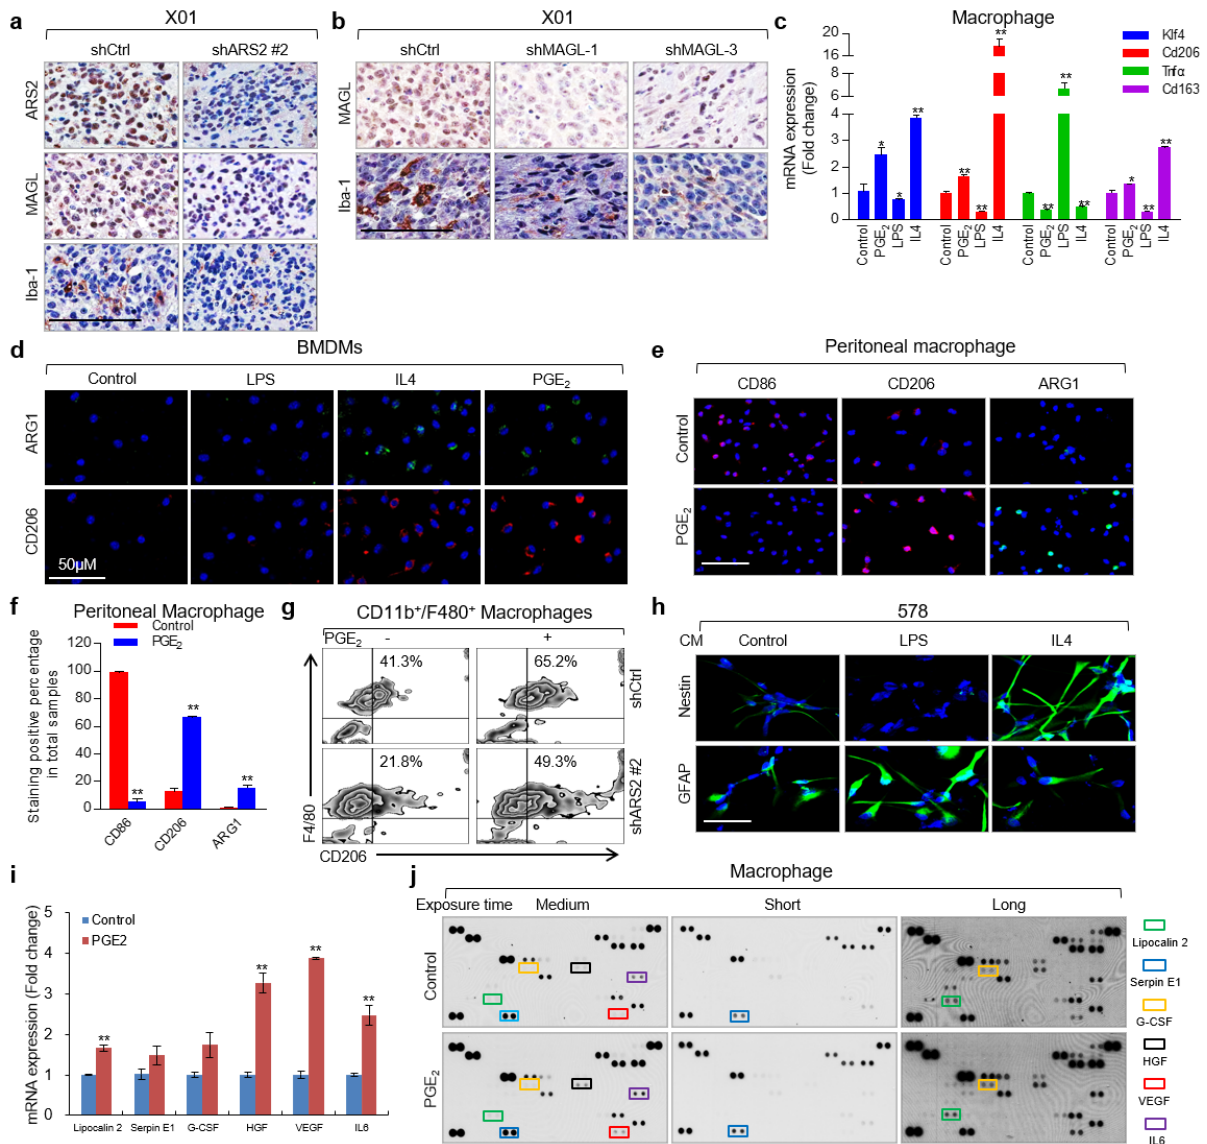 a
X01
shCtrl
shARS2 #2
ARS2
MAGL
Iba-1
b
X01
shCtrl
shMAGL-1
shMAGL-3
MAGL
Iba-1
c
Macrophage
mRNA expression
(Fold change)
20
16
12
8
6
4
3
2
1
0
Klf4
Cd206
Tnfα
Cd163
* * ** ** ** ** ** ** ** * ** **
Control PGE2 LPS IL4 Control PGE2 LPS IL4 Control PGE2 LPS IL4 Control PGE2 LPS IL4
d
BMDMs
Control LPS IL4 PGE2
ARG1
CD206
50μM
e
Peritoneal macrophage
CD86 CD206 ARG1
Control
PGE2
f
Peritoneal Macrophage
Control
PGE2
Staining positive percentage
in total samples
120
100
80
60
40
20
0
** ** **
CD86 CD206 ARG1
g
CD11b+/F480+ Macrophages
PGE2 - +
41.3% 65.2%
shCtrl
21.8% 49.3%
shARS2 #2
F4/80
CD206
h
578
CM Control LPS IL4
Nestin
GFAP
i
mRNA expression (Fold change)
5
4
3
2
1
0
Control
PGE2
** ** ** **
Lipocalin 2 Serpin E1 G-CSF HGF VEGF IL6
j
Macrophage
Exposure time Medium Short Long
Control
PGE2
Lipocalin 2
Serpin E1
G-CSF
HGF
VEGF
IL6